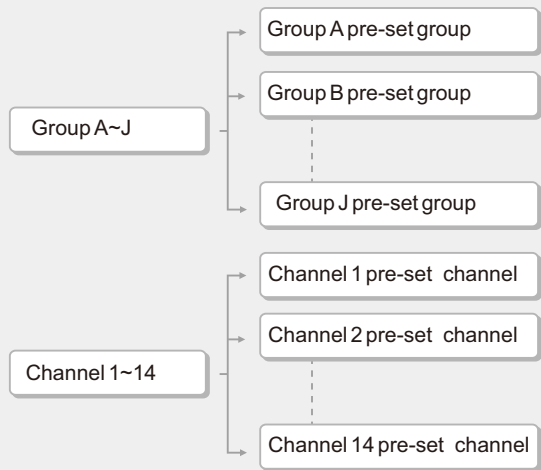 Group A pre-set group
Group B pre-set group
Group A~J
Group J pre-set group
Channel 1 pre-set channel
Channel 2 pre-set channel
Channel 1~14
Channel 14 pre-set channel